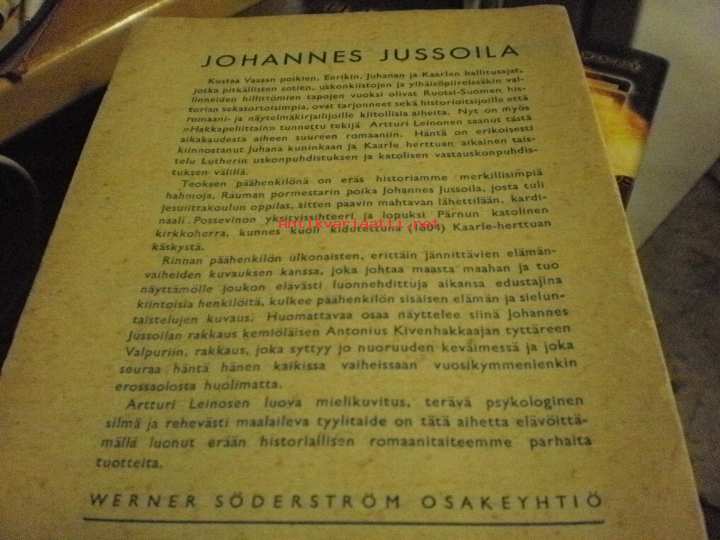 JOHANNES JUSSOILA
Kustaa Vaasan poikien, Eerikin, Juhanan ja Kaarlen hallitusajat,
jotka pitkällisten sotien, uskonkiistojen ja ylhäisöpiireissäkin val-
linneiden hillittömien tapojen vuoksi olivat Ruotsi-Suomen his-
torian sekasortoisimpia, ovat tarjonneet sekä historioitsijoille että
romaani- ja näytelmäkirjailijoille kiitollisia aiheita. Nyt on myös
»Hakkapeliittain» tunnettu tekijä Artturi Leinonen saanut tästä
aikakaudesta aiheen suureen romaaniin. Häntä on erikoisesti
kiinnostanut Juhana kuninkaan ja Kaarle herttuan aikainen tais-
telu Lutherin uskonpuhdistuksen ja katolisen vastauskonpuhdis-
tuksen välillä.
Teoksen päähenkilönä on eräs historiamme merkillisimpiä
hahmoja, Rauman pormestarin poika Johannes Jussoila, josta tuli
jesuiittakoulun oppilas, sitten paavin mahtavan lähettilään, kardi-
naali Possevinon yksityissihteeri ja lopuksi Pärnun katolinen
Antikvariaatti.net
kirkkoherra, kunnes kuoli kidutettuna (1604) Kaarle-herttuan
käskystä.
Rinnan päähenkilön ulkonaisten, erittäin jännittävien elämän-
vaiheiden kuvauksen kanssa, joka johtaa maasta maahan ja tuo
näyttämölle joukon elävästi luonnehdittuja aikansa edustajina
kiintoisia henkilöitä, kulkee päähenkilön sisäisen elämän ja sielun-
taistelujen kuvaus. Huomattavaa osaa näyttelee siinä Johannes
Jussoilan rakkaus kemiöläisen Antonius Kivenhakkaajan tyttäreen
Valpuriin, rakkaus, joka syttyy jo nuoruuden keväimessä ja joka
seuraa häntä hänen kaikissa vaiheissaan vuosikymmenienkin
erossaolosta huolimatta.
Artturi Leinosen luova mielikuvitus, terävä psykologinen
silmä ja rehevästi maalaileva tyylitaide on tätä aihetta elävöittä-
mällä luonut erään historiallisen romaanitaiteemme parhaita
tuotteita.
WERNER SÖDERSTRÖM OSAKEYHTIÖ